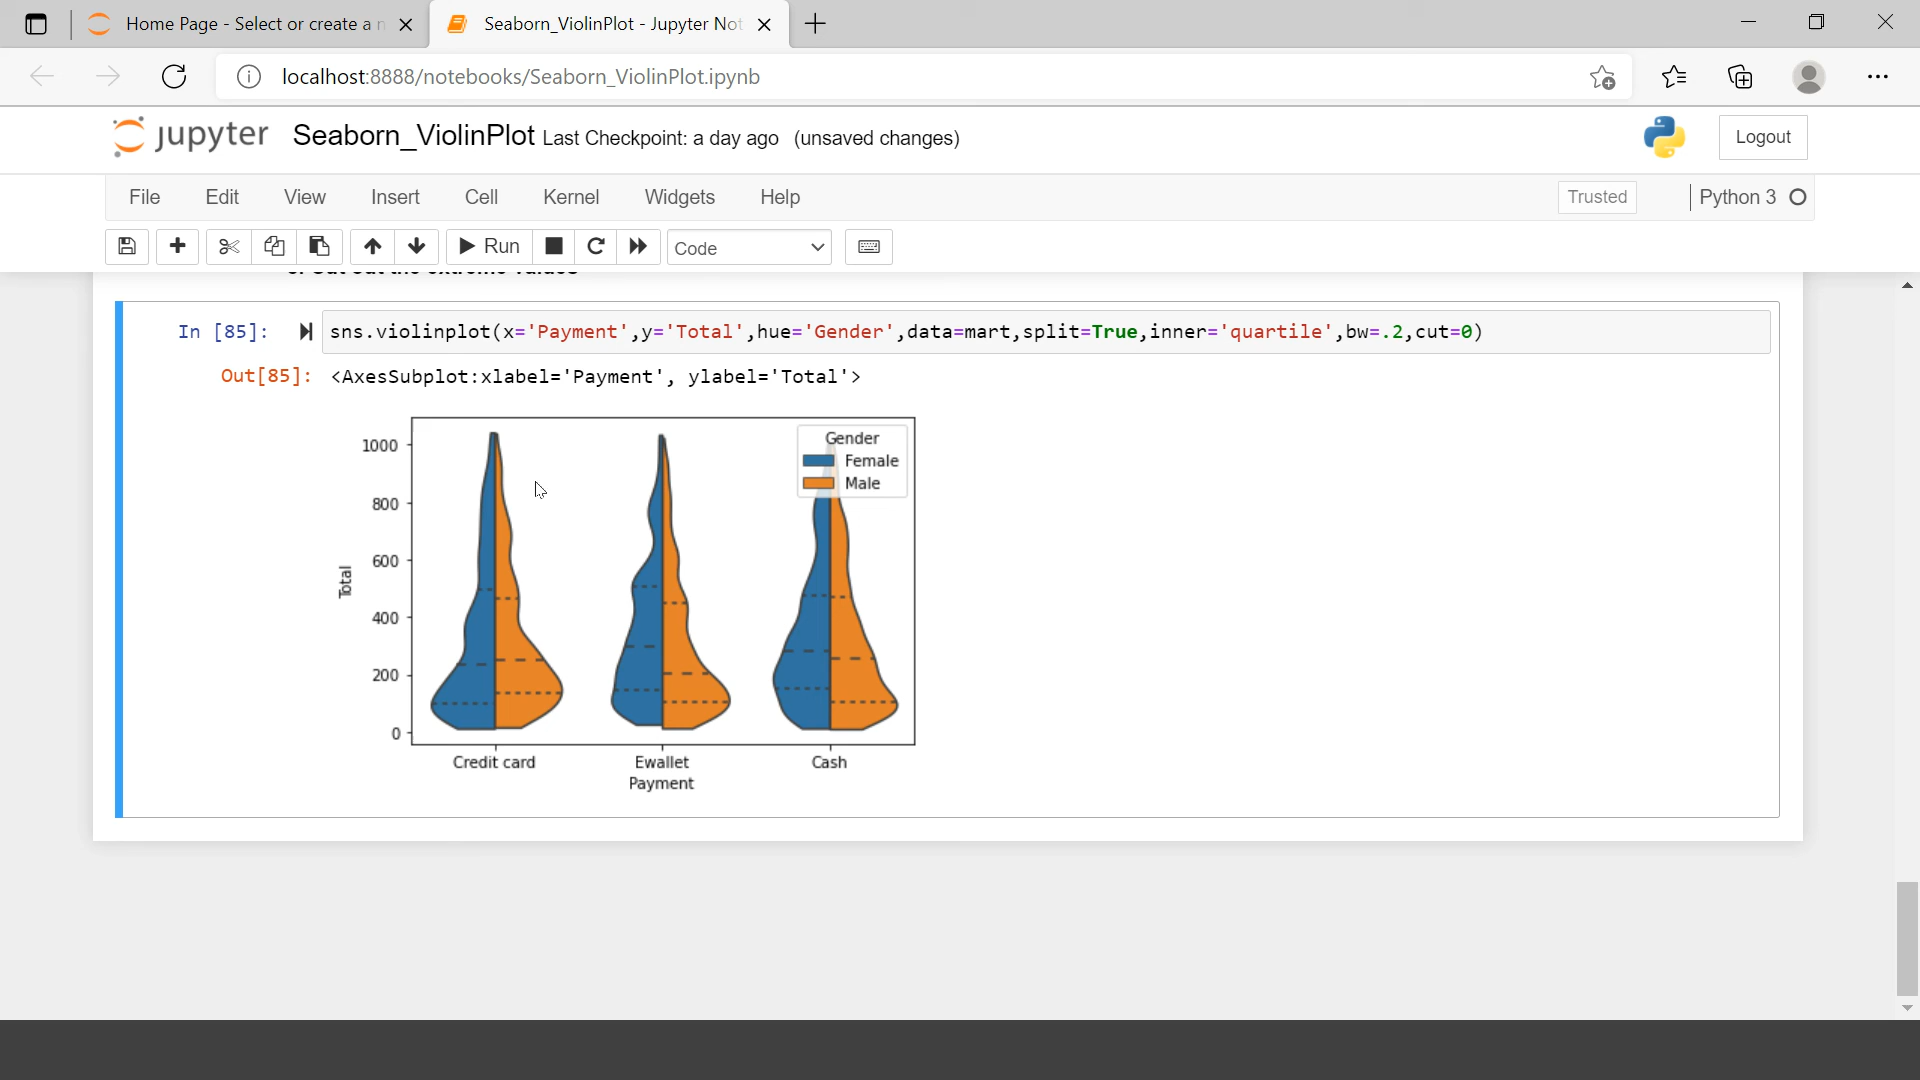 Home Page - Select or create a n
Seaborn_ViolinPlot - Jupyter Not
localhost:8888/notebooks/Seaborn_ViolinPlot.ipynb
jupyter Seaborn_ViolinPlot Last Checkpoint: a day ago (unsaved changes)
Logout
File Edit View Insert Cell Kernel Widgets Help
Trusted
Python 3
Run
Code
In [85]: sns.violinplot(x='Payment',y='Total',hue='Gender',data=mart,split=True,inner='quartile',bw=.2,cut=0)
Out[85]: <AxesSubplot:xlabel='Payment', ylabel='Total'>
Gender
Female
Male
1000
800
600
400
200
0
Total
Credit card Ewallet Cash
Payment